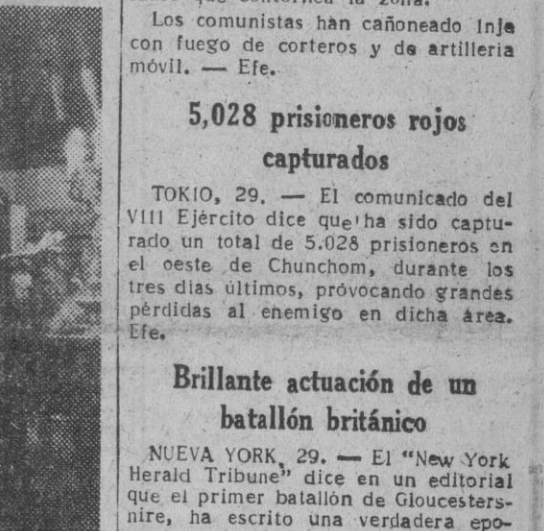 Los comunistas han cañoneado Inje
con fuego de corteros y de artillería
móvil. — Efe.
5,028 prisioneros rojos
capturados
TOKIO, 29. — El comunicado del
VIII Ejército dice que ha sido captu-
rado un total de 5.028 prisioneros en
el oeste de Chunchom, durante los
tres días últimos, provocando grandes
pérdidas al enemigo en dicha área.
Efe.
Brillante actuación de un
batallón británico
NUEVA YORK, 29. — El "New York
Herald Tribune" dice en un editorial
que el primer batallón de Gloucesters-
nire, ha escrito una verdadera epo-